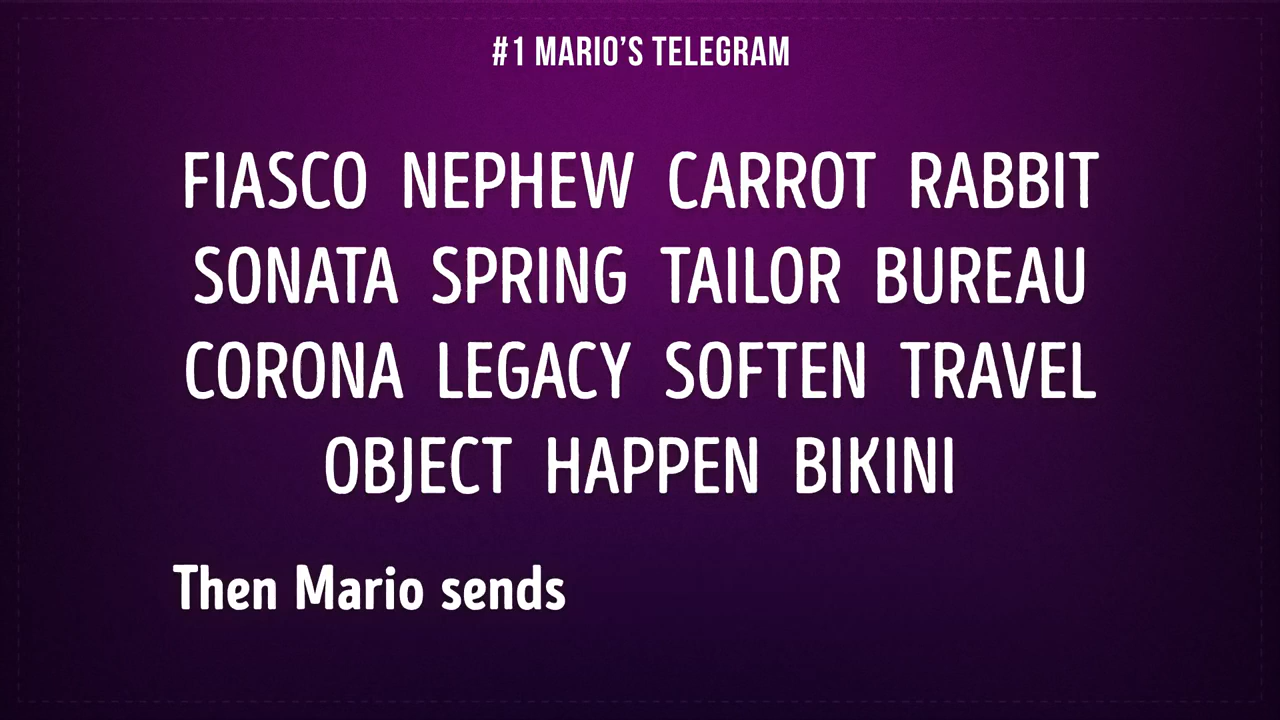 #1 MARIO’S TELEGRAM
FIASCO NEPHEW CARROT RABBIT
SONATA SPRING TAILOR BUREAU
CORONA LEGACY SOFTEN TRAVEL
OBJECT HAPPEN BIKINI
Then Mario sends